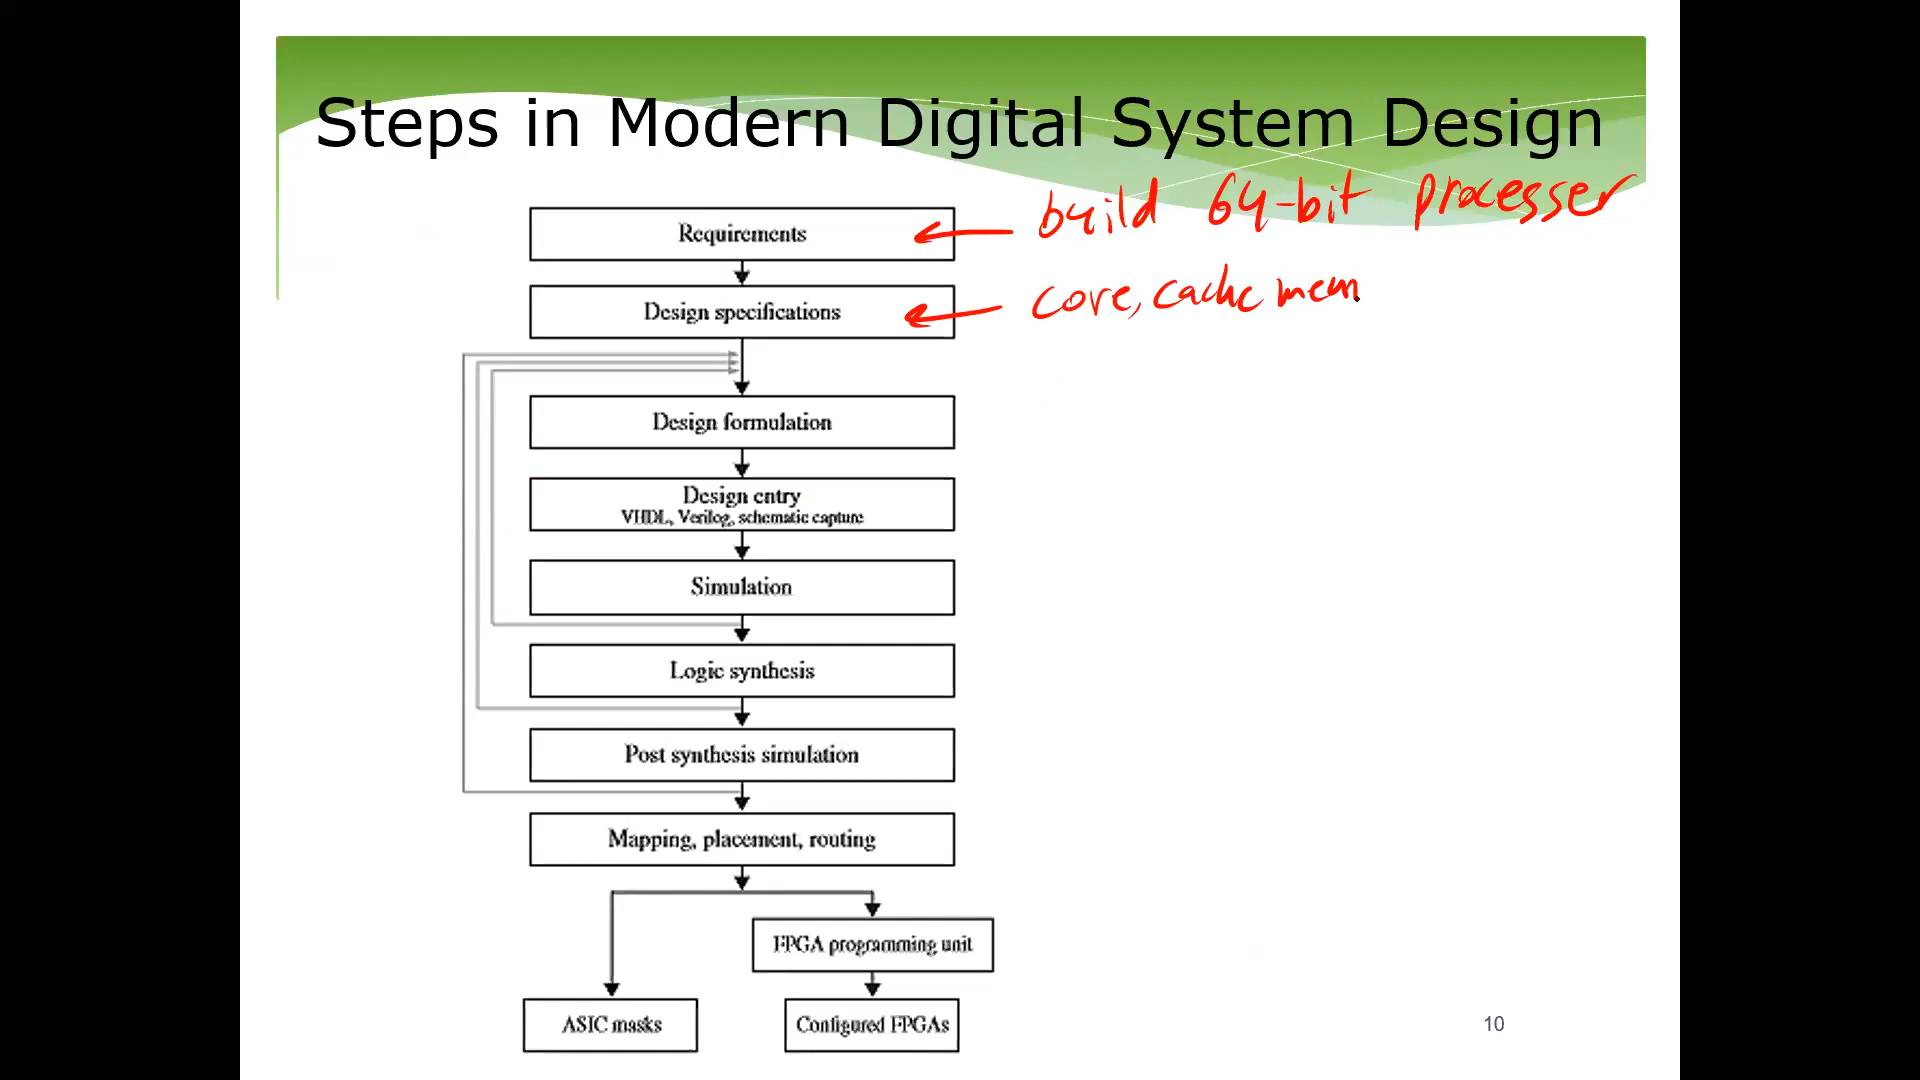 Steps in Modern Digital System Design
Requirements
build 64-bit processer
Design specifications
core, cache mem
Design formulation
Design entry
VHDL, Verilog, schematic capture
Simulation
Logic synthesis
Post synthesis simulation
Mapping, placement, routing
FPGA programming unit
ASIC masks
Configured FPGAs
10